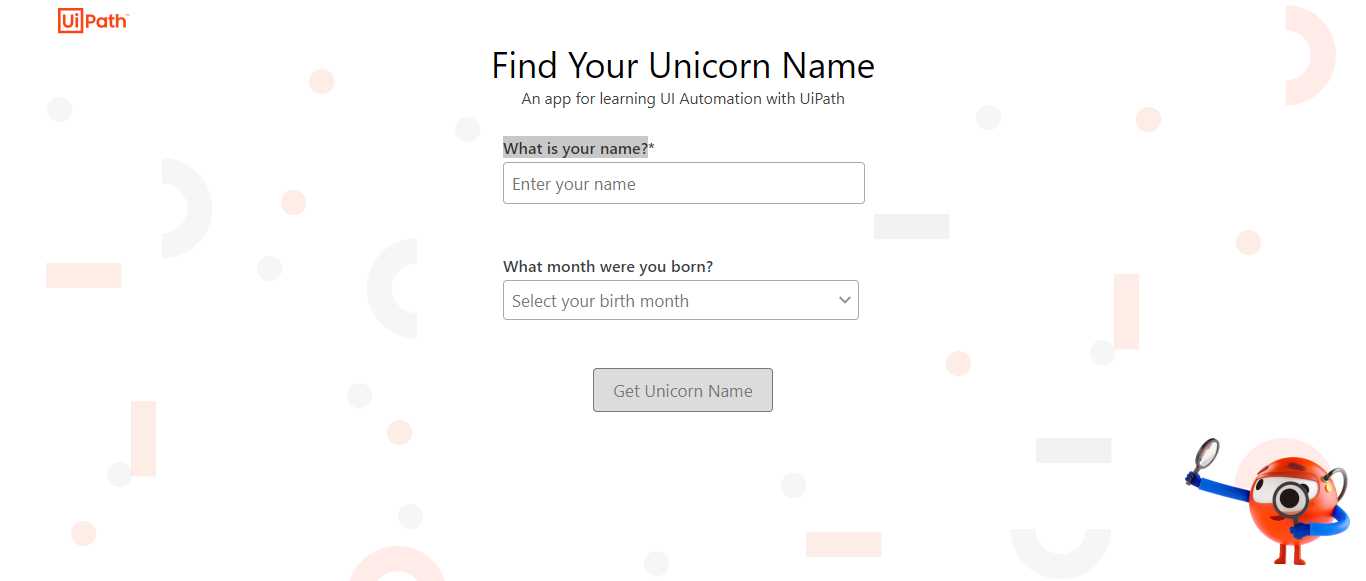 UiPath™
Find Your Unicorn Name
An app for learning UI Automation with UiPath
What is your name?*
Enter your name
What month were you born?
Select your birth month
Get Unicorn Name